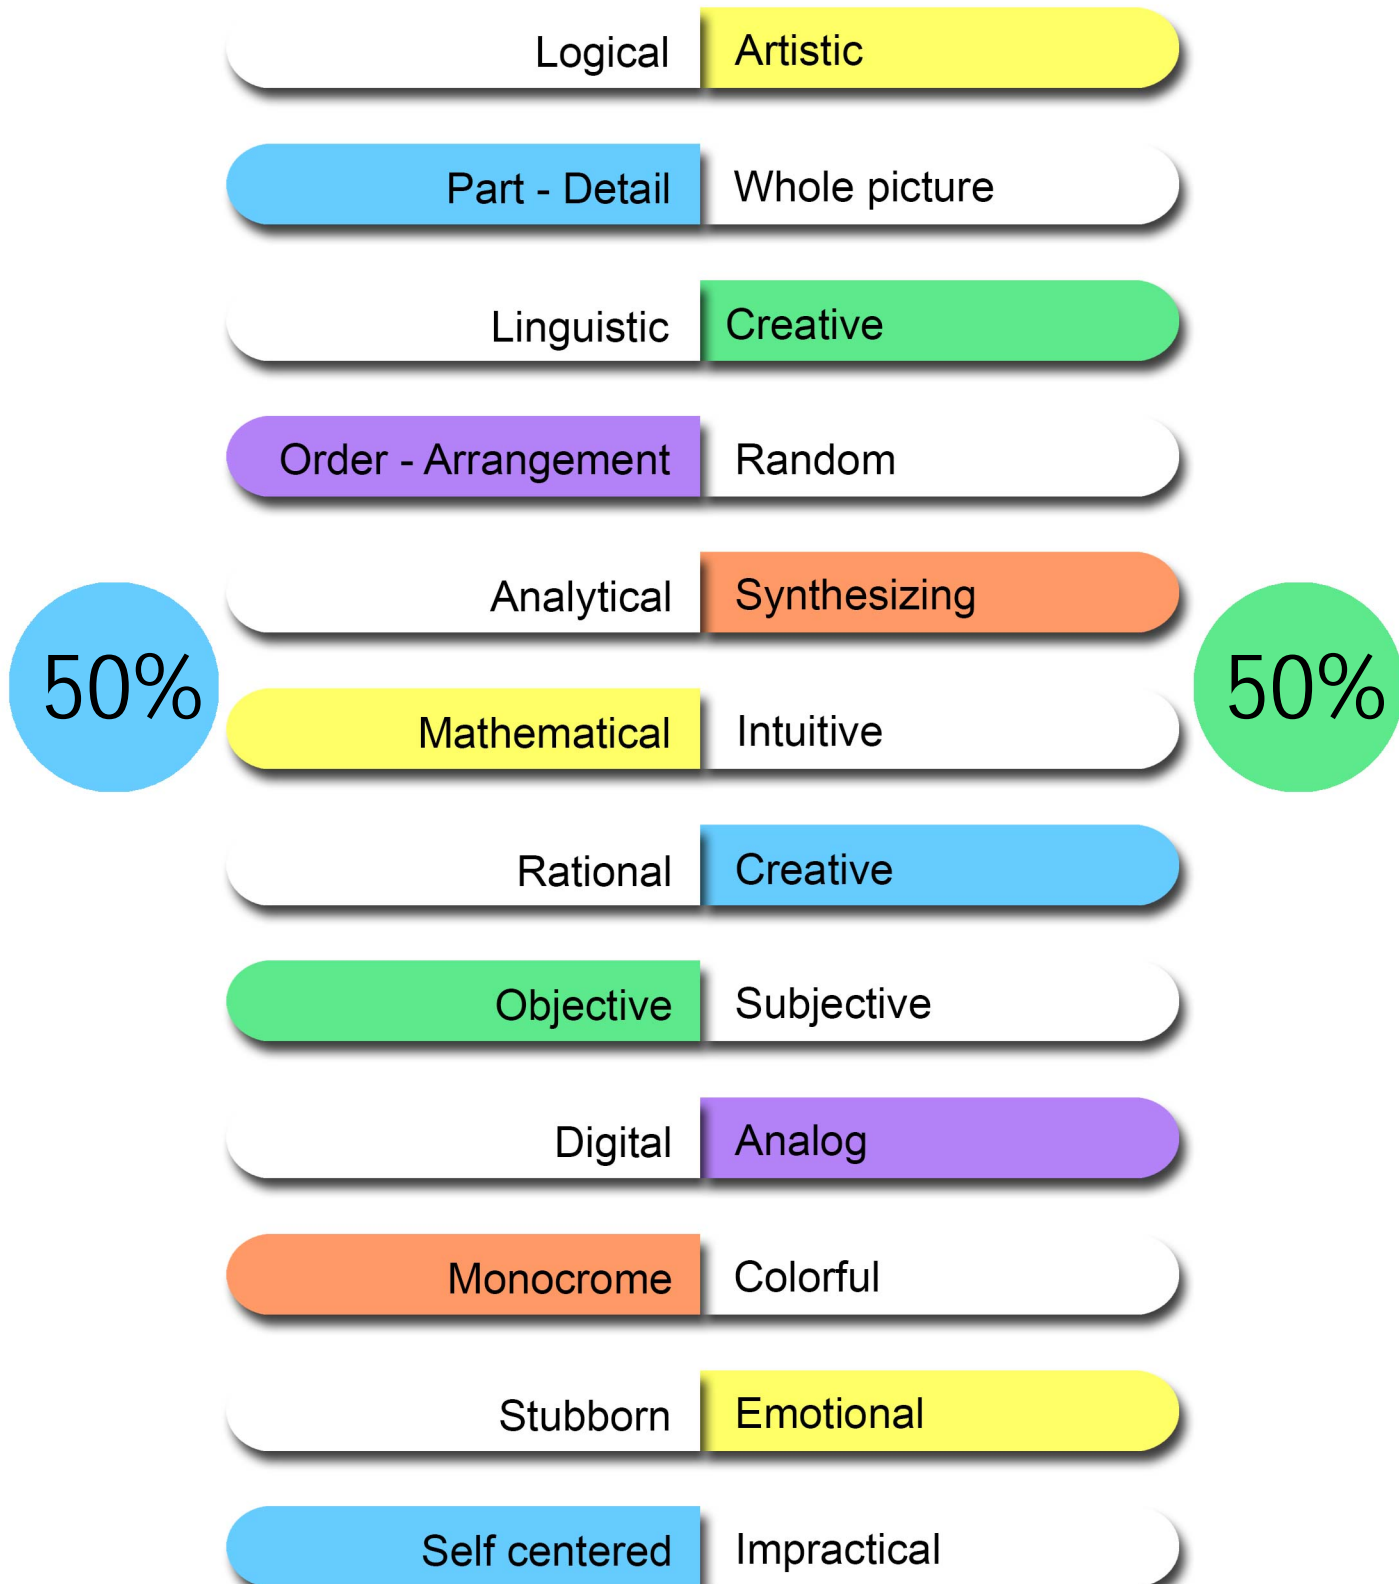 Logical Artistic
Part - Detail Whole picture
Linguistic Creative
Order - Arrangement Random
Analytical Synthesizing
50% 50%
Mathematical Intuitive
Rational Creative
Objective Subjective
Digital Analog
Monocrome Colorful
Stubborn Emotional
Self centered Impractical